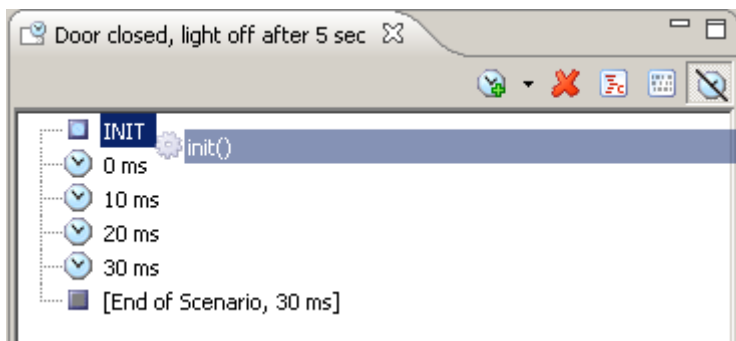 Door closed, light off after 5 sec
INIT
init()
0 ms
10 ms
20 ms
30 ms
[End of Scenario, 30 ms]